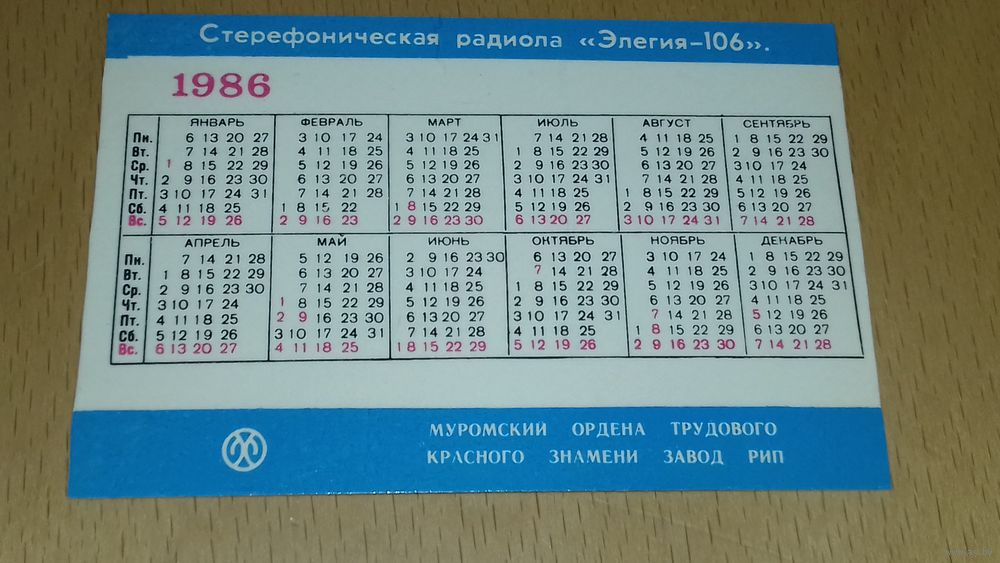 Стерефоническая радиола «Элегия-106».
1986
ЯНВАРЬ ФЕВРАЛЬ МАРТ ИЮЛЬ АВГУСТ СЕНТЯБРЬ
Пн. 6 13 20 27 3 10 17 24 3 10 17 24 31 7 14 21 28 4 11 18 25 1 8 15 22 29
Вт. 7 14 21 28 4 11 18 25 4 11 18 25 1 8 15 22 29 5 12 19 26 2 9 16 23 30
Ср. 1 8 15 22 29 5 12 19 26 5 12 19 26 2 9 16 23 30 6 13 20 27 3 10 17 24
Чт. 2 9 16 23 30 6 13 20 27 6 13 20 27 3 10 17 24 31 7 14 21 28 4 11 18 25
Пт. 3 10 17 24 31 7 14 21 28 7 14 21 28 4 11 18 25 1 8 15 22 29 5 12 19 26
Сб. 4 11 18 25 1 8 15 22 1 8 15 22 29 5 12 19 26 2 9 16 23 30 6 13 20 27
Вс. 5 12 19 26 2 9 16 23 2 9 16 23 30 6 13 20 27 3 10 17 24 31 7 14 21 28
АПРЕЛЬ МАЙ ИЮНЬ ОКТЯБРЬ НОЯБРЬ ДЕКАБРЬ
Пн. 7 14 21 28 5 12 19 26 2 9 16 23 30 6 13 20 27 3 10 17 24 1 8 15 22 29
Вт. 1 8 15 22 29 6 13 20 27 3 10 17 24 7 14 21 28 4 11 18 25 2 9 16 23 30
Ср. 2 9 16 23 30 7 14 21 28 4 11 18 25 1 8 15 22 29 5 12 19 26 3 10 17 24 31
Чт. 3 10 17 24 1 8 15 22 29 5 12 19 26 2 9 16 23 30 6 13 20 27 4 11 18 25
Пт. 4 11 18 25 2 9 16 23 30 6 13 20 27 3 10 17 24 31 7 14 21 28 5 12 19 26
Сб. 5 12 19 26 3 10 17 24 31 7 14 21 28 4 11 18 25 1 8 15 22 29 6 13 20 27
Вс. 6 13 20 27 4 11 18 25 1 8 15 22 29 5 12 19 26 2 9 16 23 30 7 14 21 28
МУРОМСКИЙ ОРДЕНА ТРУДОВОГО
КРАСНОГО ЗНАМЕНИ ЗАВОД РИП